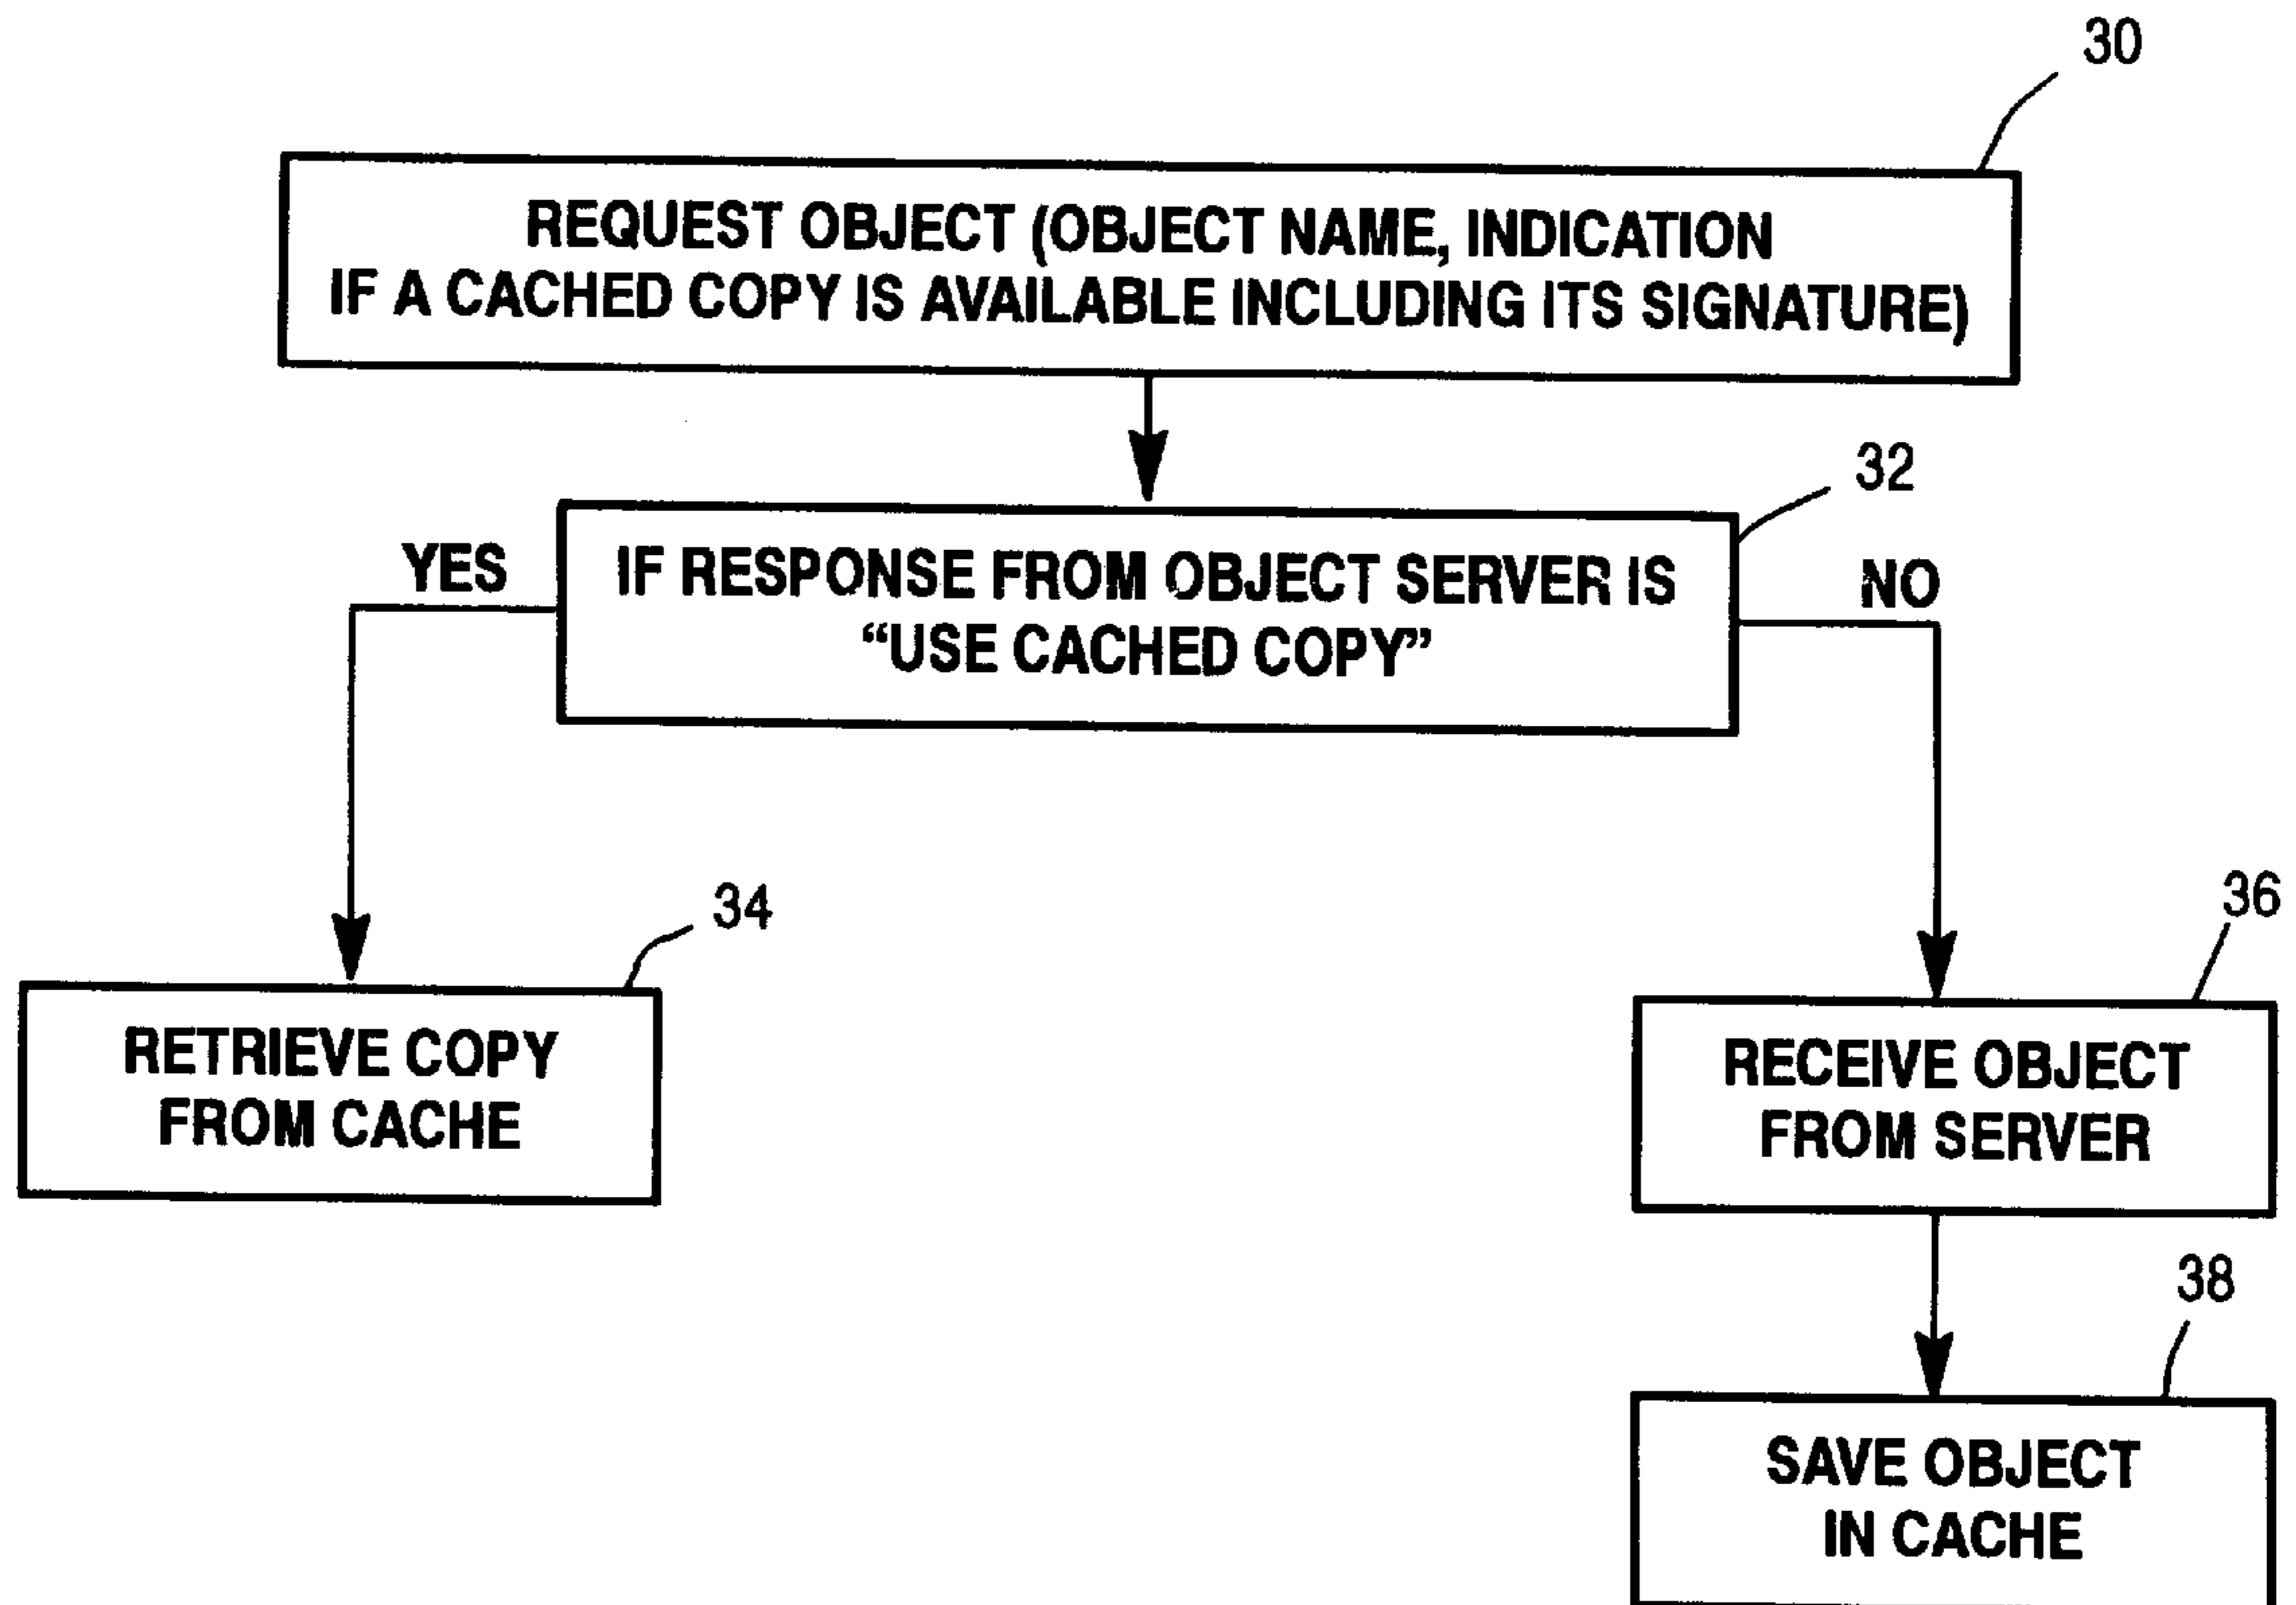 30
REQUEST OBJECT (OBJECT NAME, INDICATION
IF A CACHED COPY IS AVAILABLE INCLUDING ITS SIGNATURE)
32
YES
IF RESPONSE FROM OBJECT SERVER IS
“USE CACHED COPY”
NO
34
RETRIEVE COPY
FROM CACHE
36
RECEIVE OBJECT
FROM SERVER
38
SAVE OBJECT
IN CACHE